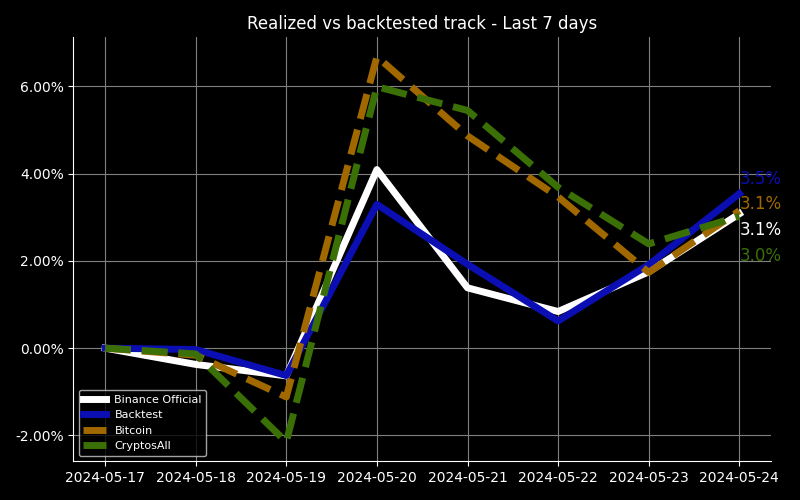 Realized vs backtested track - Last 7 days
6.00%
4.00%
2.00%
0.00%
-2.00%
3.5%
3.1%
3.1%
3.0%
Binance Official
Backtest
Bitcoin
CryptosAll
2024-05-17 2024-05-18 2024-05-19 2024-05-20 2024-05-21 2024-05-22 2024-05-23 2024-05-24